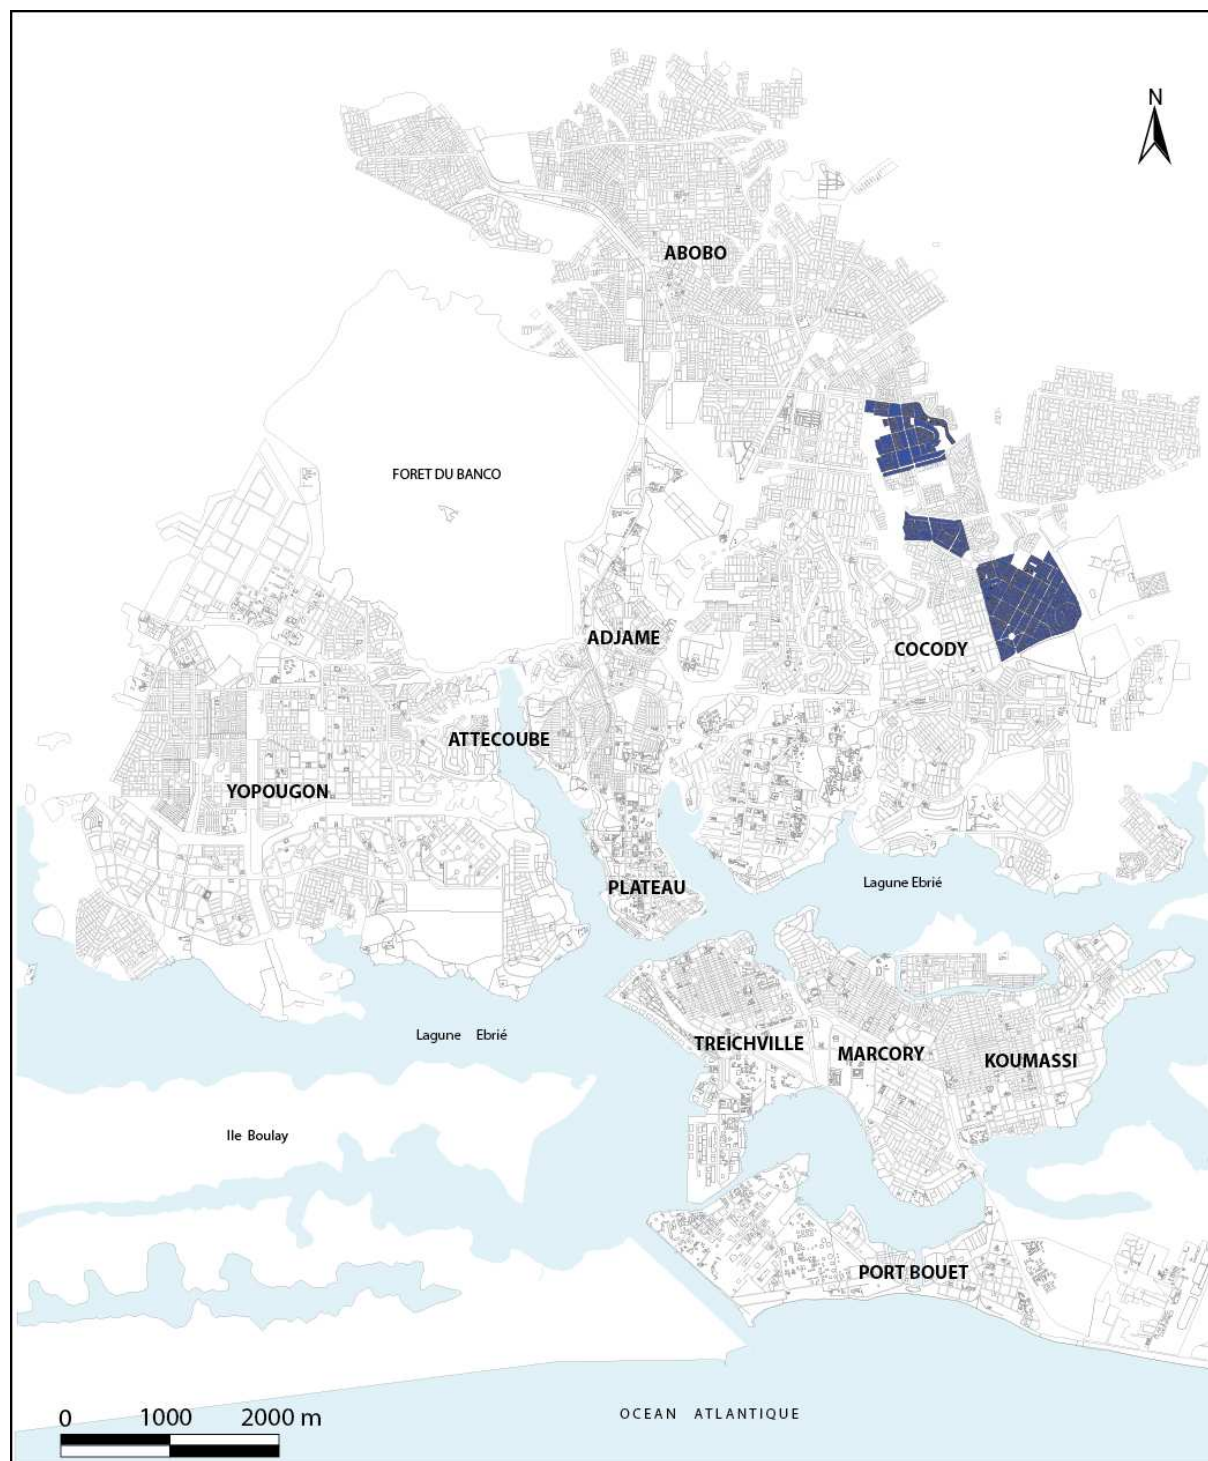 N
ABOBO
FORET DU BANCO
ADJAME
COCODY
ATTECOUBE
YOPOUGON
PLATEAU
Lagune Ebrié
Lagune Ebrié
TREICHVILLE
MARCORY
KOUMASSI
Ile Boulay
PORT BOUET
0 1000 2000 m
OCEAN ATLANTIQUE